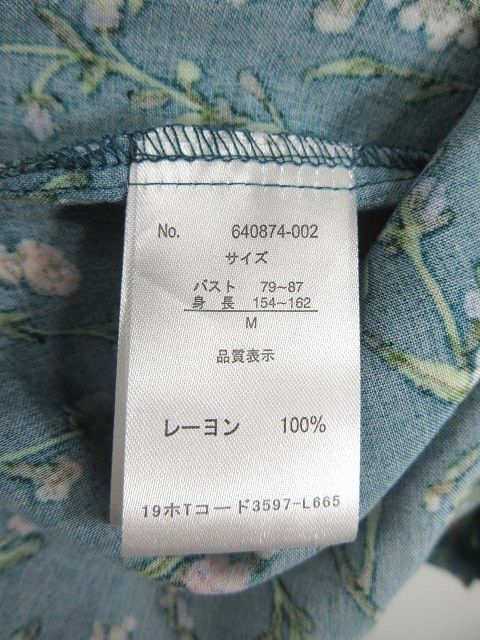 No. 640874-002
サイズ
バスト 79~87
身長 154~162
M
品質表示
レーヨン 100%
19ホTコード3597-L665